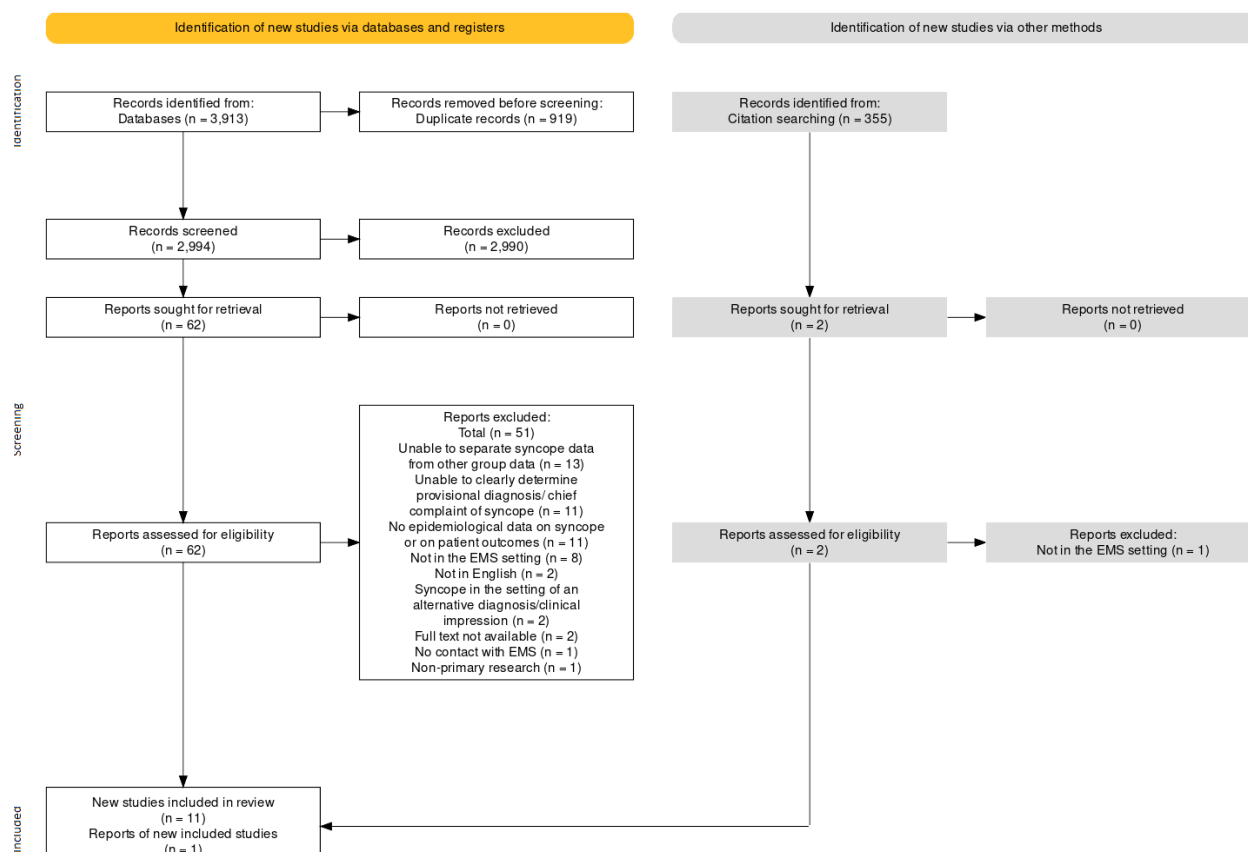 Identification of new studies via databases and registers
Identification of new studies via other methods
Identification
Records identified from:
Databases (n = 3,913)
Records removed before screening:
Duplicate records (n = 919)
Records identified from:
Citation searching (n = 355)
Records screened
(n = 2,994)
Records excluded
(n = 2,990)
Screening
Reports sought for retrieval
(n = 62)
Reports not retrieved
(n = 0)
Reports sought for retrieval
(n = 2)
Reports not retrieved
(n = 0)
Reports assessed for eligibility
(n = 62)
Reports excluded:
Total (n = 51)
Unable to separate syncope data
from other group data (n = 13)
Unable to clearly determine
provisional diagnosis/ chief
complaint of syncope (n = 11)
No epidemiological data on syncope
or on patient outcomes (n = 11)
Not in the EMS setting (n = 8)
Not in English (n = 2)
Syncope in the setting of an
alternative diagnosis/clinical
impression (n = 2)
Full text not available (n = 2)
No contact with EMS (n = 1)
Non-primary research (n = 1)
Reports assessed for eligibility
(n = 2)
Reports excluded:
Not in the EMS setting (n = 1)
Included
New studies included in review
(n = 11)
Reports of new included studies
(n = 1)